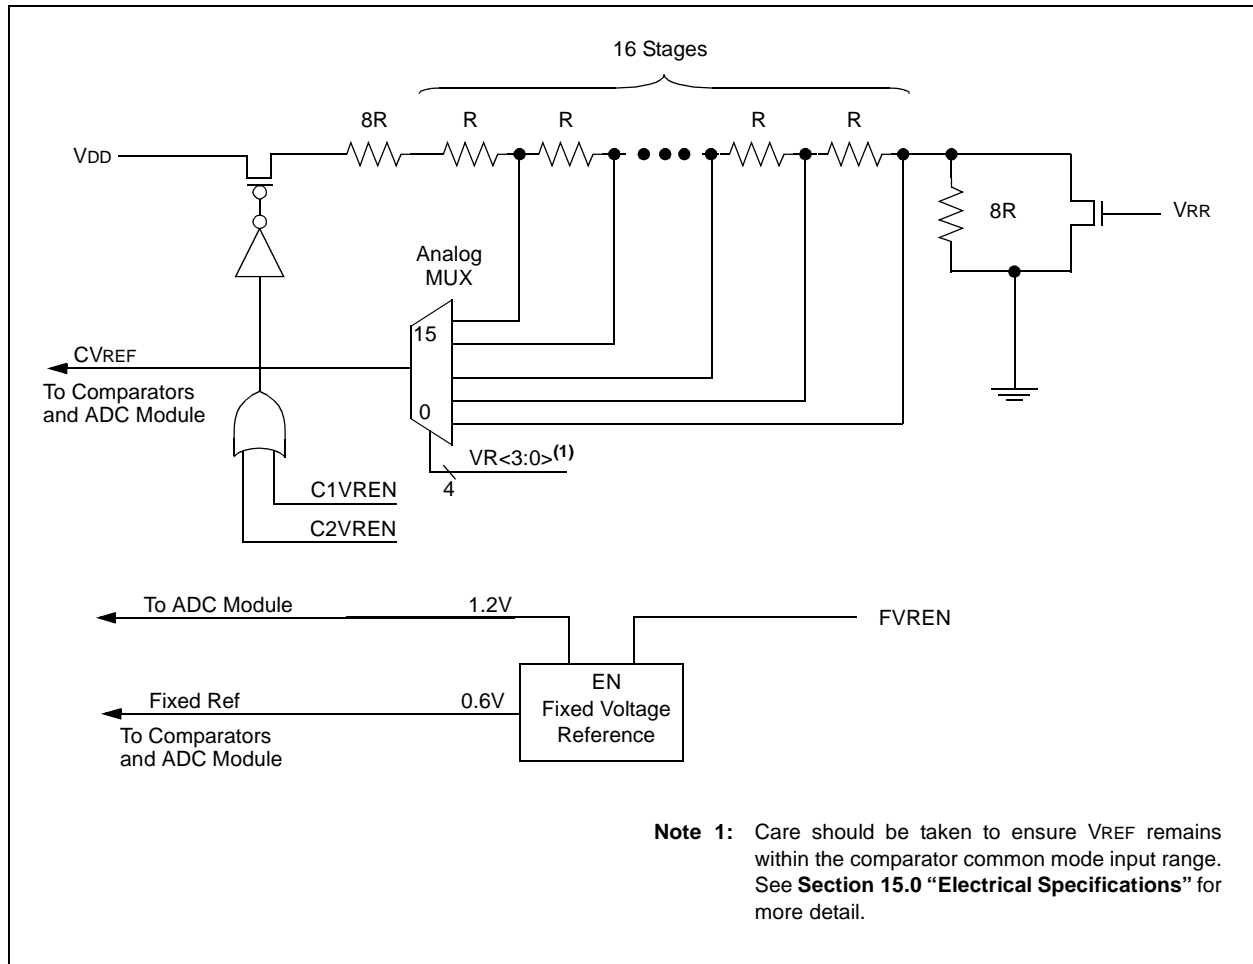 16 Stages
8R R R R R
VDD
8R
VRR
Analog
MUX
15
CVREF
To Comparators
and ADC Module
0
VR<3:0>(1)
4
C1VREN
C2VREN
To ADC Module 1.2V
FVREN
EN
Fixed Ref 0.6V
Fixed Voltage
Reference
To Comparators
and ADC Module
Note 1: Care should be taken to ensure VREF remains
within the comparator common mode input range.
See Section 15.0 “Electrical Specifications” for
more detail.